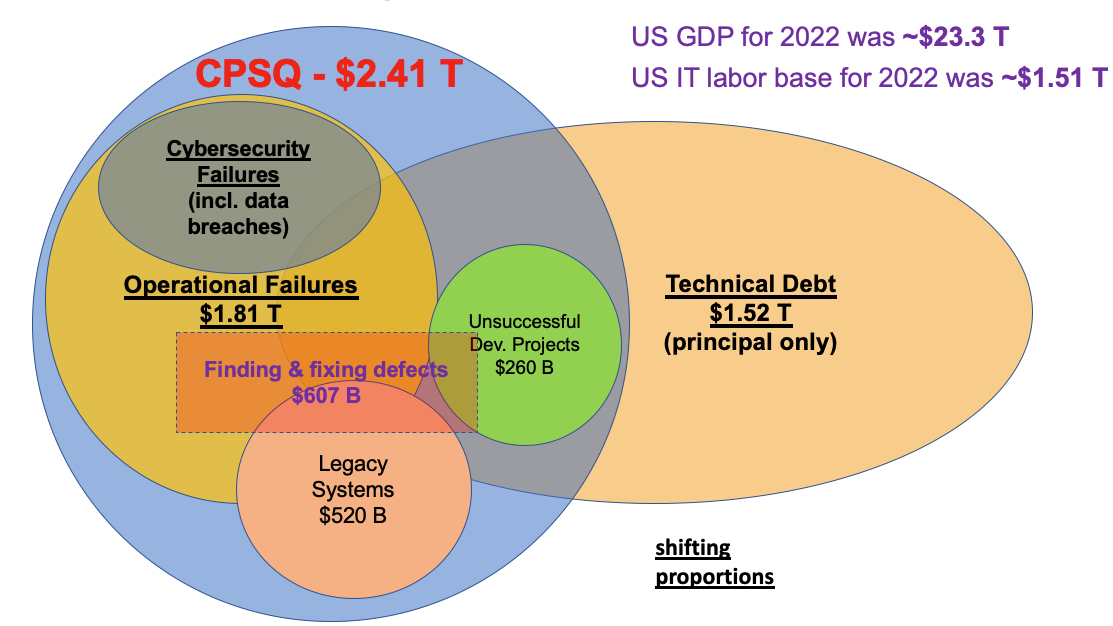 US GDP for 2022 was ~$23.3 T
CPSQ - $2.41 T
US IT labor base for 2022 was ~$1.51 T
Cybersecurity
Failures
(incl. data
breaches)
Operational Failures
$1.81 T
Technical Debt
$1.52 T
(principal only)
Unsuccessful
Dev. Projects
$260 B
Finding & fixing defects
$607 B
Legacy
Systems
$520 B
shifting
proportions